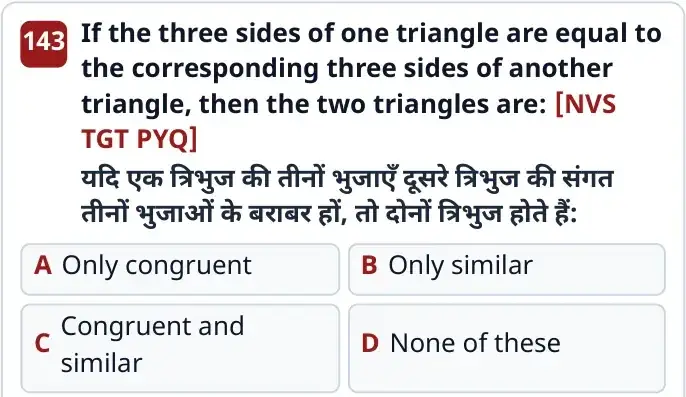 143 If the three sides of one triangle are equal to
the corresponding three sides of another
triangle, then the two triangles are: [NVS
TGT PYQ]
यदि एक त्रिभुज की तीनों भुजाएँ दूसरे त्रिभुज की संगत
तीनों भुजाओं के बराबर हों, तो दोनों त्रिभुज होते हैं:
A Only congruent
B Only similar
C Congruent and
similar
D None of these